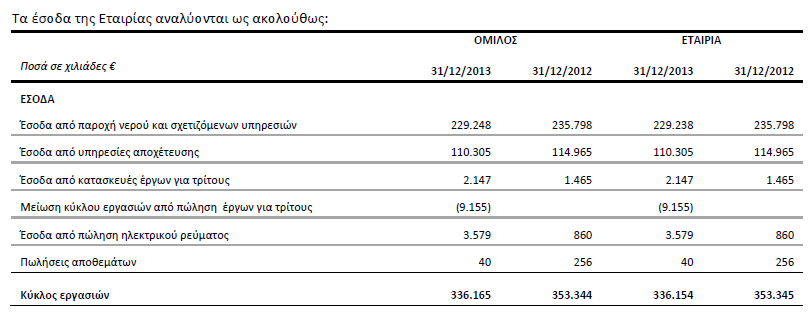 Τα έσοδα της Εταιρίας αναλύονται ως ακολούθως:
ΟΜΙΛΟΣ ΕΤΑΙΡΙΑ
Ποσά σε χιλιάδες € 31/12/2013 31/12/2012 31/12/2013 31/12/2012
ΕΣΟΔΑ
Έσοδα από παροχή νερού και σχετιζόμενων υπηρεσιών 229.248 235.798 229.238 235.798
Έσοδα από υπηρεσίες αποχέτευσης 110.305 114.965 110.305 114.965
Έσοδα από κατασκευές έργων για τρίτους 2.147 1.465 2.147 1.465
Μείωση κύκλου εργασιών από πώληση έργων για τρίτους (9.155) (9.155)
Έσοδα από πώληση ηλεκτρικού ρεύματος 3.579 860 3.579 860
Πωλήσεις αποθεμάτων 40 256 40 256
Κύκλος εργασιών 336.165 353.344 336.154 353.345